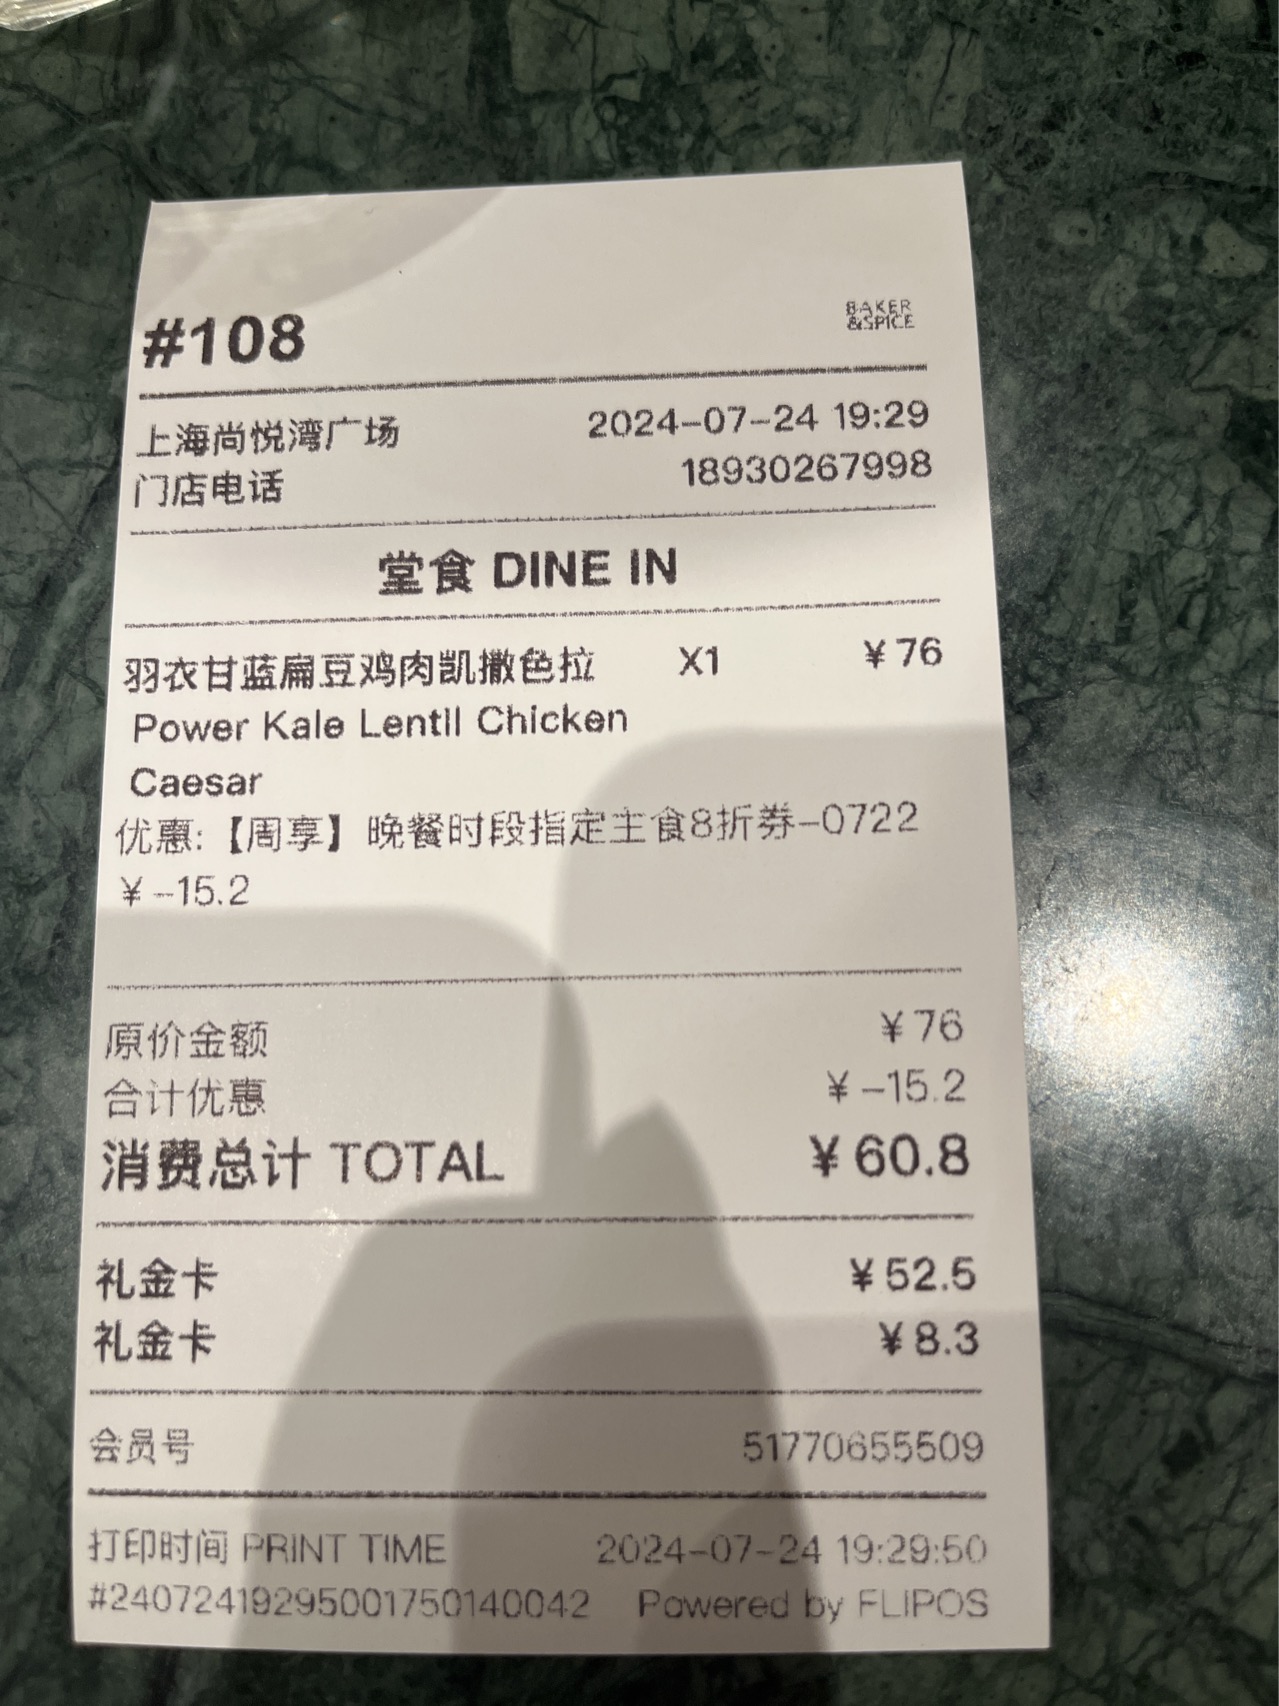 #108
BAKER
&SPICE
上海尚悦湾广场 2024-07-24 19:29
门店电话 18930267998
堂食 DINE IN
羽衣甘蓝扁豆鸡肉凯撒色拉 X1 ¥76
Power Kale Lentil Chicken
Caesar
优惠:【周享】晚餐时段指定主食8折券-0722
¥-15.2
原价金额 ¥76
合计优惠 ¥-15.2
消费总计 TOTAL ¥60.8
礼金卡 ¥52.5
礼金卡 ¥8.3
会员号 51770655509
打印时间 PRINT TIME 2024-07-24 19:29:50
#24072419295001750140042 Powered by FLIPOS